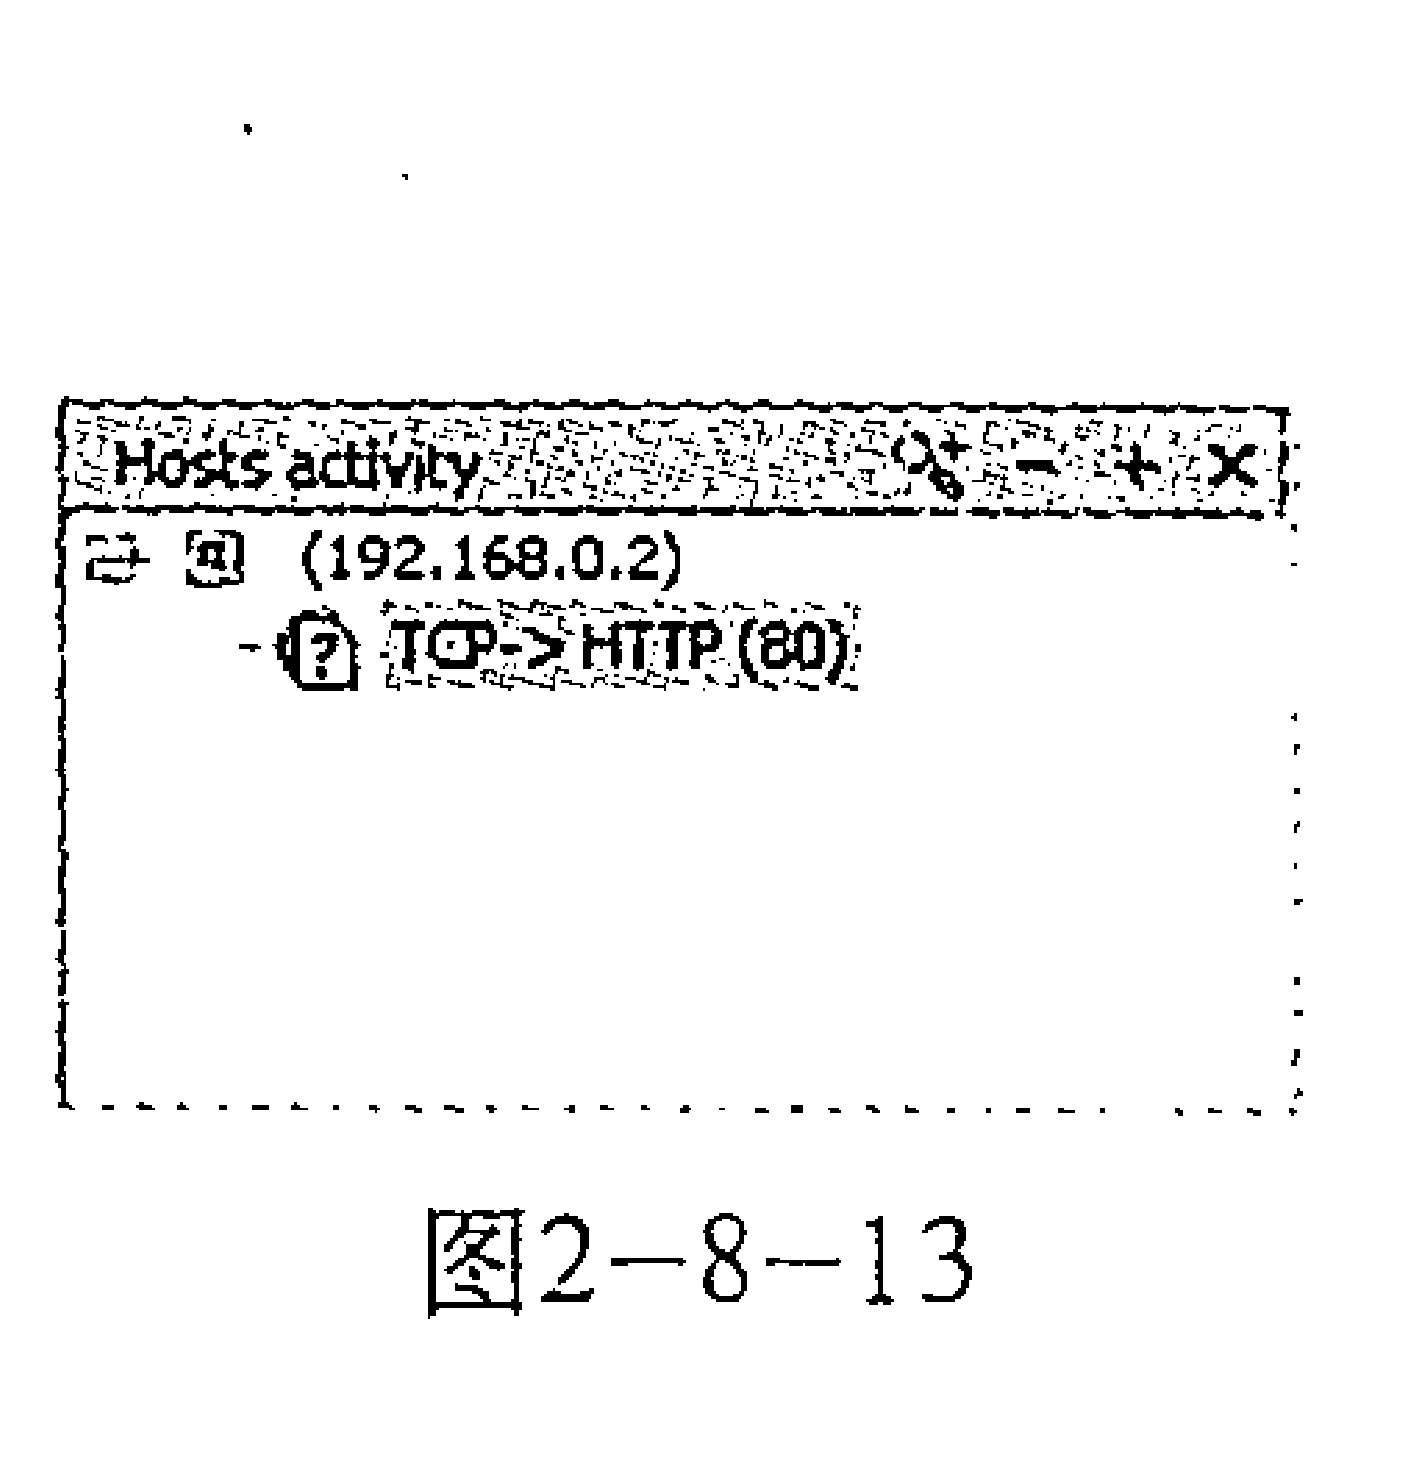 Hosts activity
(192.168.0.2)
TCP-> HTTP (80)
图2-8-13